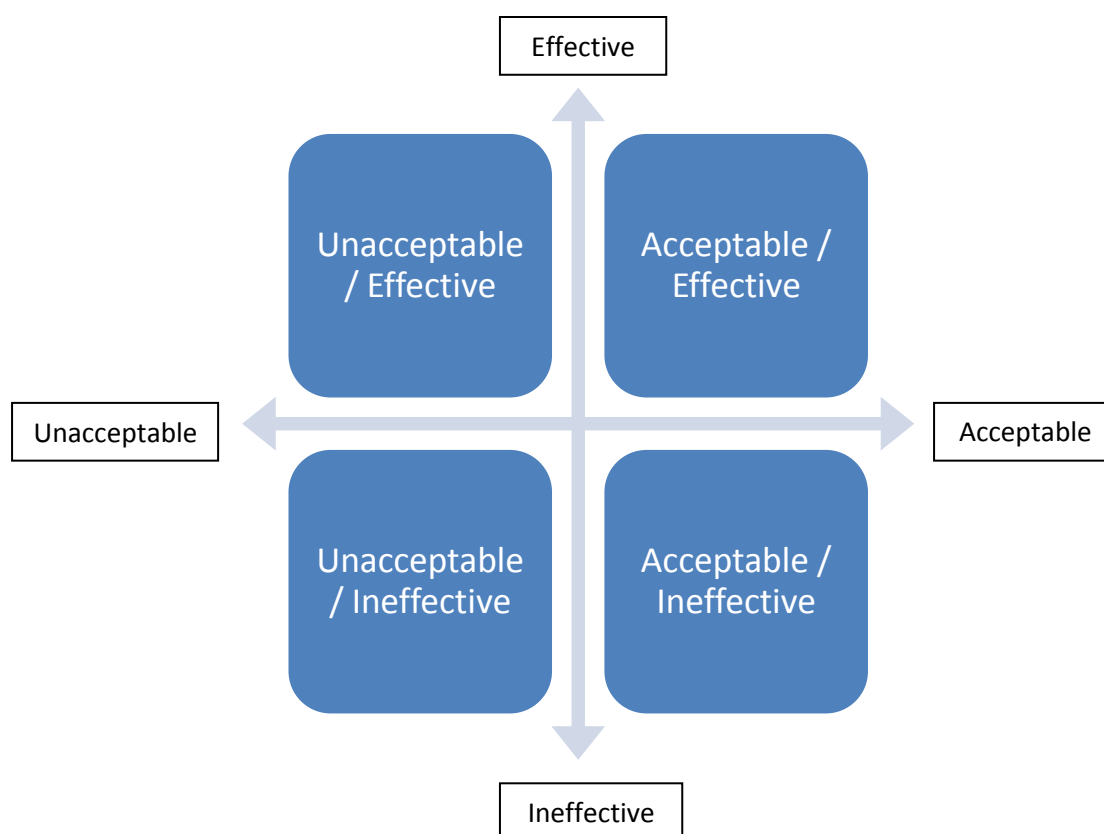 Effective
Unacceptable
/ Effective
Acceptable /
Effective
Unacceptable
Acceptable
Unacceptable
/ Ineffective
Acceptable /
Ineffective
Ineffective